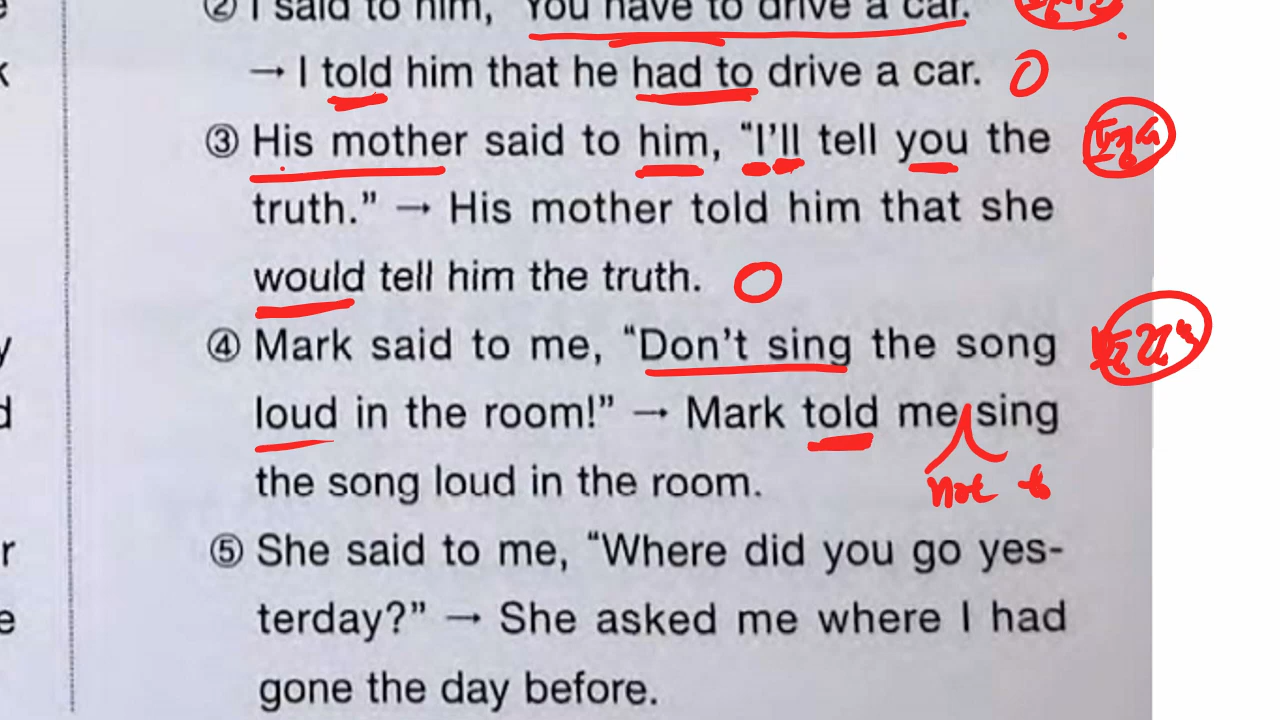 ② I said to him, "You have to drive a car."
→ I told him that he had to drive a car.
③ His mother said to him, "I'll tell you the
truth." → His mother told him that she
would tell him the truth.
④ Mark said to me, "Don't sing the song
loud in the room!" → Mark told me sing
not to
the song loud in the room.
⑤ She said to me, "Where did you go yes-
terday?" → She asked me where I had
gone the day before.